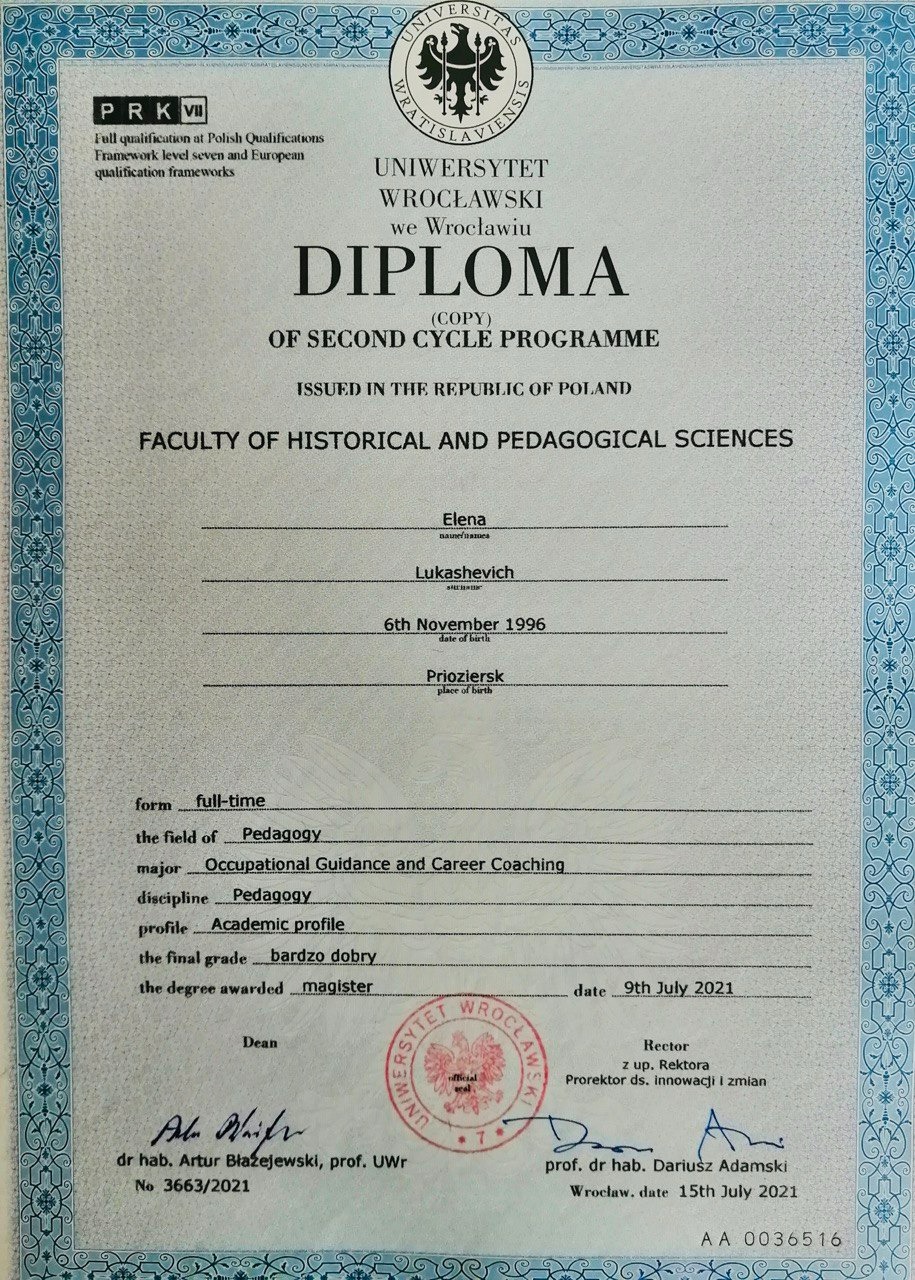 UNIVERSITAS WRATISLAVIENSIS
PRK VII
Full qualification at Polish Qualifications
Framework level seven and European
qualification frameworks
UNIWERSYTET
WROCŁAWSKI
we Wrocławiu
DIPLOMA
(COPY)
OF SECOND CYCLE PROGRAMME
ISSUED IN THE REPUBLIC OF POLAND
FACULTY OF HISTORICAL AND PEDAGOGICAL SCIENCES
Elena
name/names
Lukashevich
surname
6th November 1996
date of birth
Prioziersk
place of birth
form full-time
the field of Pedagogy
major Occupational Guidance and Career Coaching
discipline Pedagogy
profile Academic profile
the final grade bardzo dobry
the degree awarded magister date 9th July 2021
UNIWERSYTET WROCŁAWSKI
* 7 *
official
seal
Dean
Rector
z up. Rektora
Prorektor ds. innowacji i zmian
dr hab. Artur Błażejewski, prof. UWr
prof. dr hab. Dariusz Adamski
No 3663/2021
Wrocław, date 15th July 2021
AA 0036516